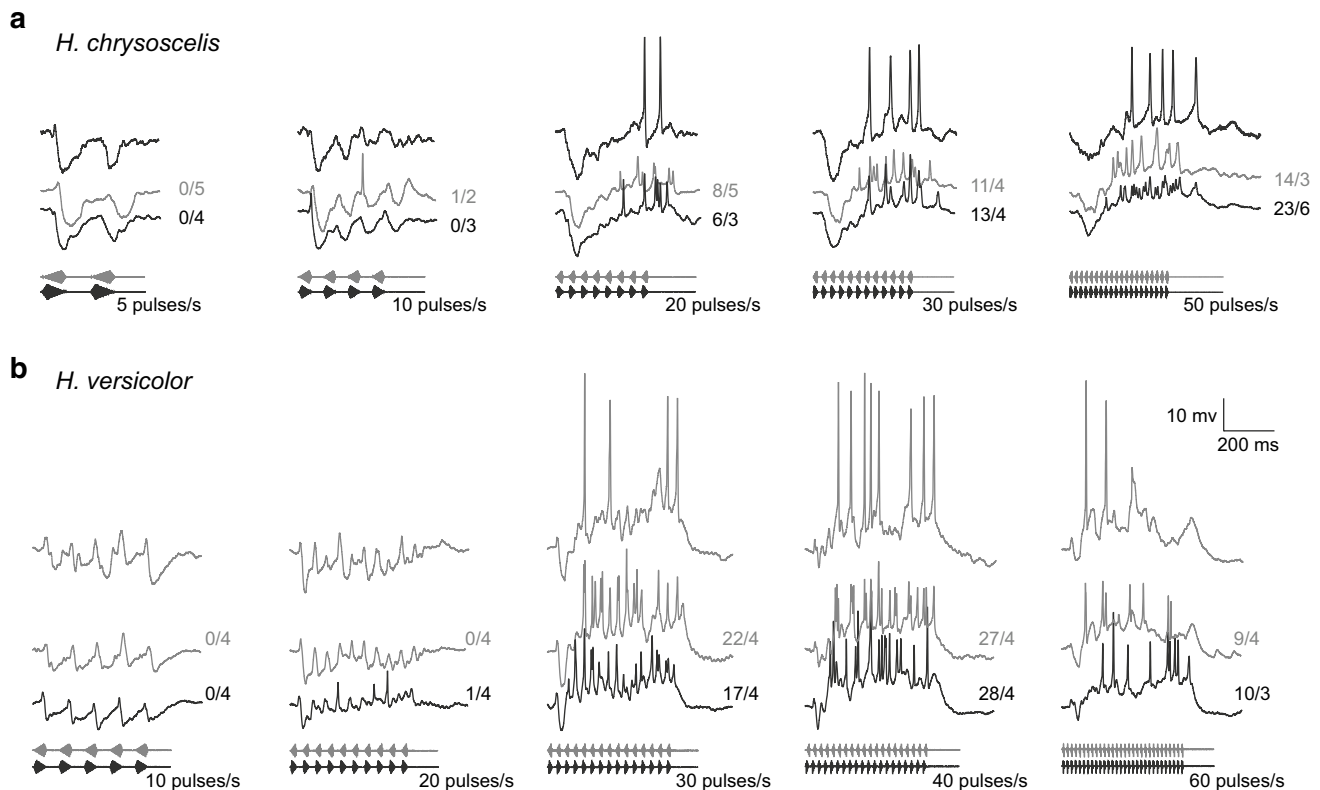 a
H. chrysoscelis
0/5
0/4
5 pulses/s
1/2
0/3
10 pulses/s
8/5
6/3
20 pulses/s
11/4
13/4
30 pulses/s
14/3
23/6
50 pulses/s
b
H. versicolor
10 mv
200 ms
0/4
0/4
10 pulses/s
0/4
1/4
20 pulses/s
22/4
17/4
30 pulses/s
27/4
28/4
40 pulses/s
9/4
10/3
60 pulses/s